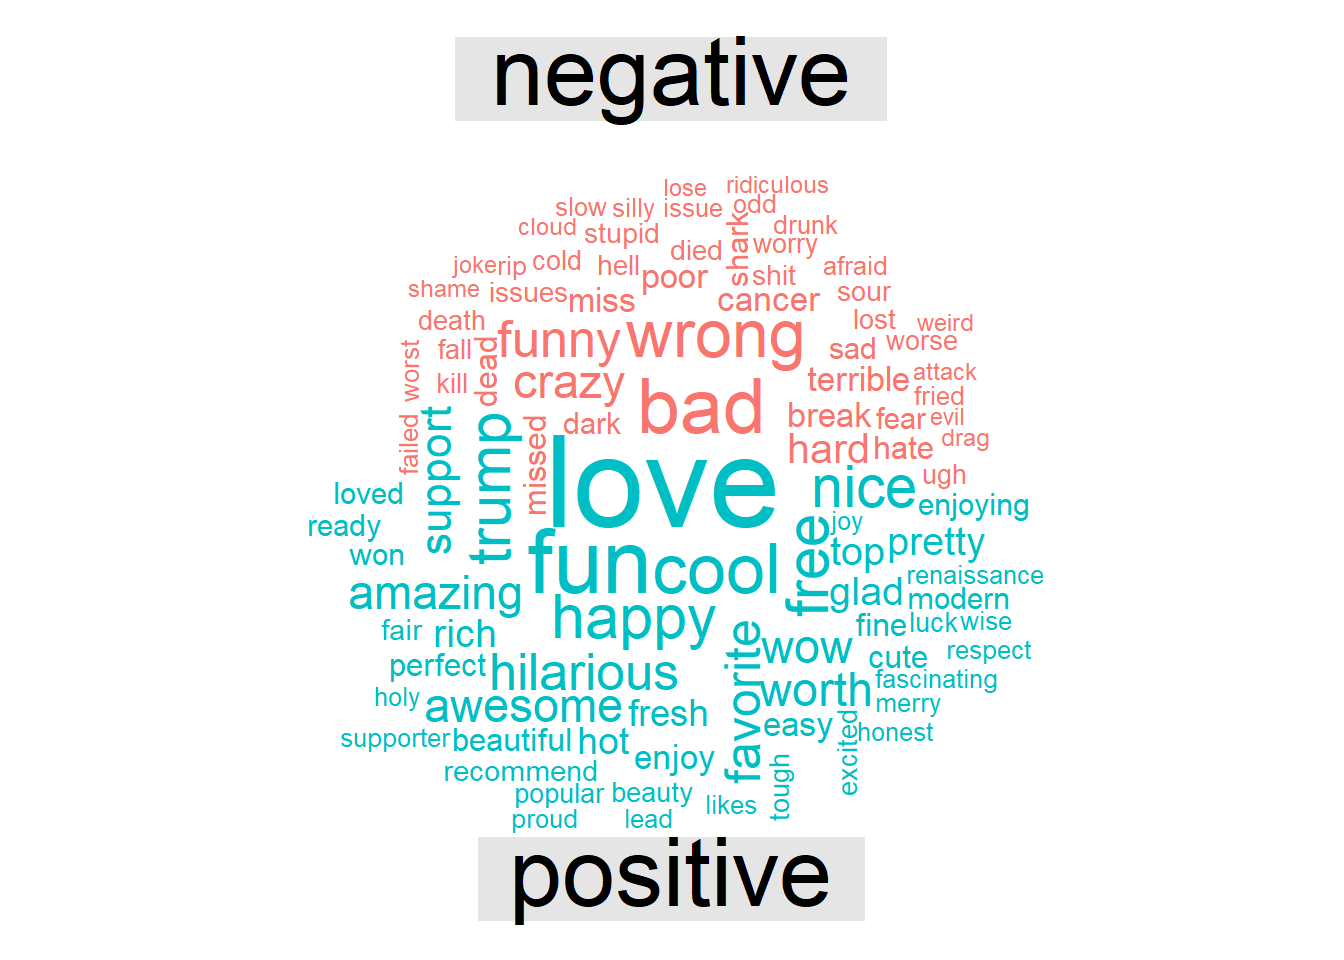 negative
lose ridiculous
slow silly issue odd
cloud stupid shark drunk
died worry
joke rip cold hell poor shit afraid
shame issues miss cancer sour
death funny wrong lost weird
worst fall dead sad worse
kill crazy terrible attack
bad fried
failed support trump missed dark break fear evil
hard hate drag
love
loved nice ugh
enjoying
ready joy
won fun cool free top pretty
renaissance
amazing glad modern
fair rich happy fine luck wise
perfect hilarious favorite wow cute respect
holy worth fascinating
awesome fresh merry
supporter beautiful hot easy excited honest
recommend enjoy tough
popular beauty likes
proud lead
positive